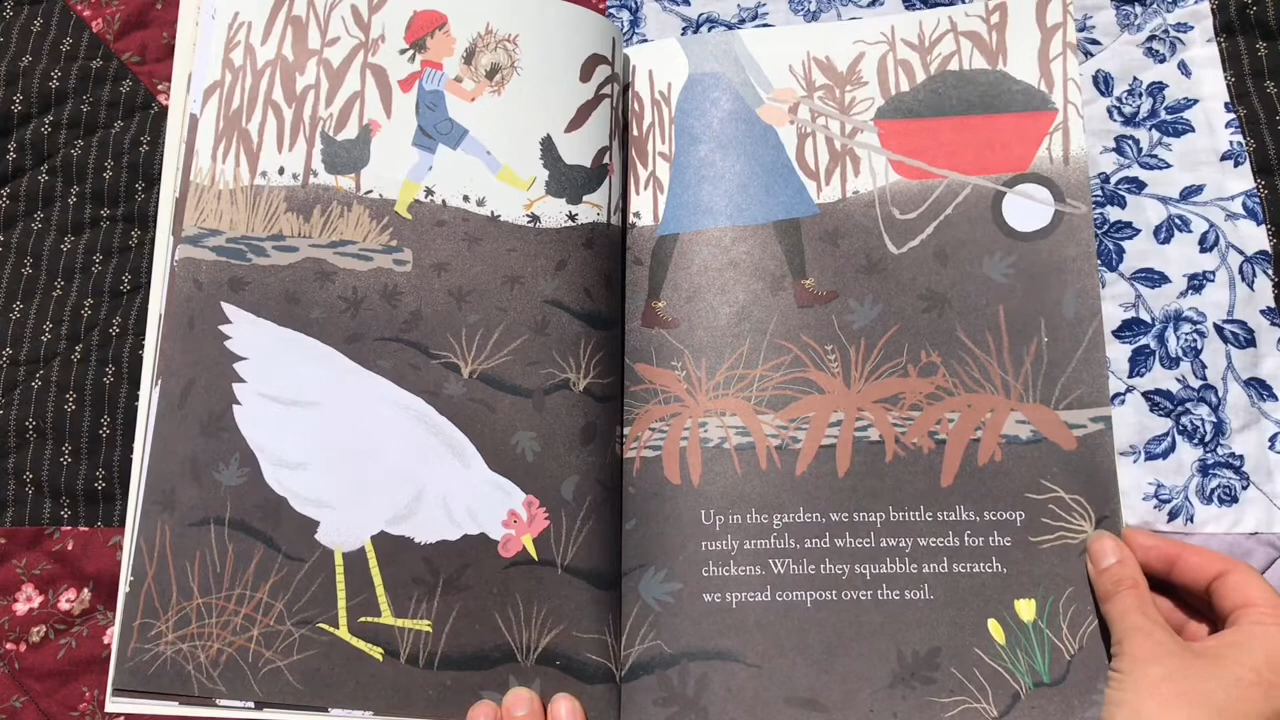 Up in the garden, we snap brittle stalks, scoop
rustly armfuls, and wheel away weeds for the
chickens. While they squabble and scratch,
we spread compost over the soil.